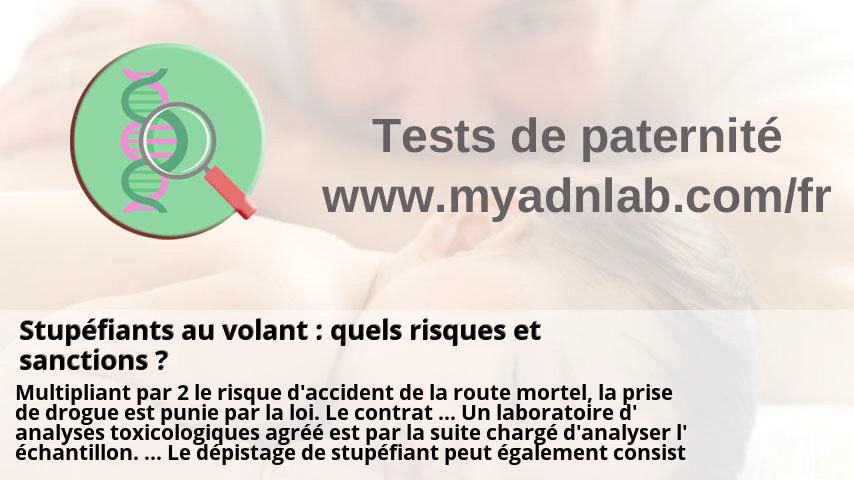 Tests de paternité
www.myadnlab.com/fr
Stupéfiants au volant : quels risques et
sanctions ?
Multipliant par 2 le risque d'accident de la route mortel, la prise
de drogue est punie par la loi. Le contrat ... Un laboratoire d'
analyses toxicologiques agréé est par la suite chargé d'analyser l'
échantillon. ... Le dépistage de stupéfiant peut également consist